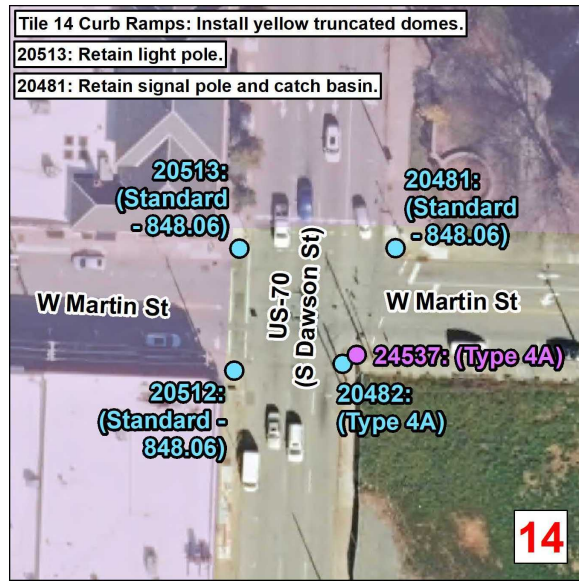 Tile 14 Curb Ramps: Install yellow truncated domes.
20513: Retain light pole.
20481: Retain signal pole and catch basin.
20513:
(Standard
- 848.06)
20481:
(Standard
- 848.06)
US-70
(S Dawson St)
W Martin St
W Martin St
24537: (Type 4A)
20512:
(Standard -
848.06)
20482:
(Type 4A)
14